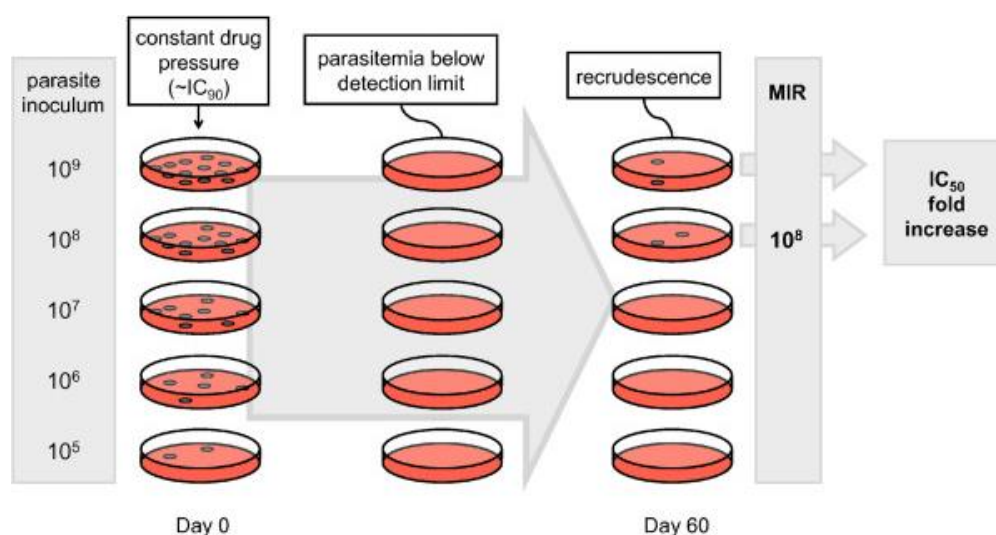 constant drug
pressure
(~IC₉₀)
parasitemia below
detection limit
recrudescence
parasite
inoculum
MIR
10⁹
10⁸
10⁷
10⁶
10⁵
10⁸
IC₅₀
fold
increase
Day 0
Day 60